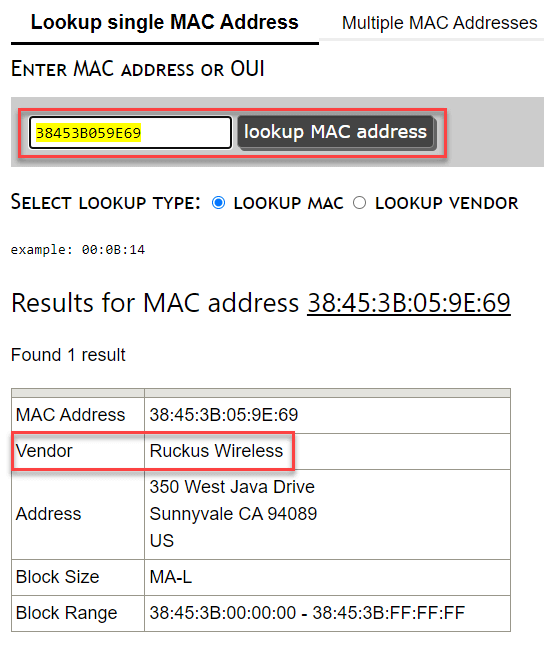 Lookup single MAC Address Multiple MAC Addresses
Enter MAC address or OUI
38453B059E69 lookup MAC address
Select lookup type: lookup mac lookup vendor
example: 00:0B:14
Results for MAC address 38:45:3B:05:9E:69
Found 1 result
MAC Address 38:45:3B:05:9E:69
Vendor Ruckus Wireless
Address 350 West Java Drive
Sunnyvale CA 94089
US
Block Size MA-L
Block Range 38:45:3B:00:00:00 - 38:45:3B:FF:FF:FF